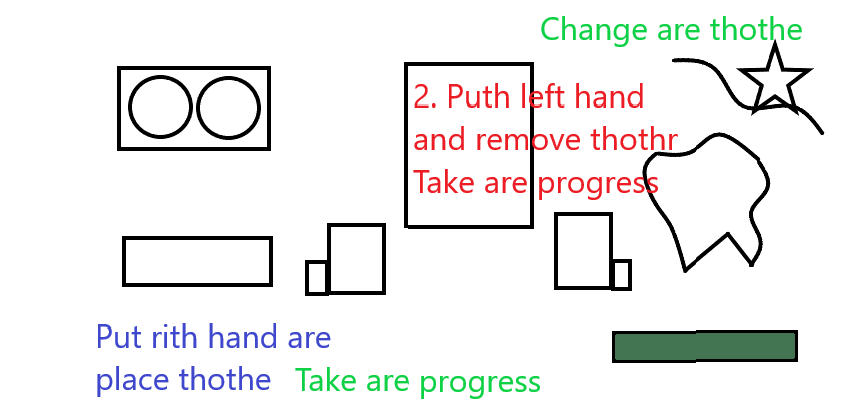 Change are thothe
2. Puth left hand
and remove thothr
Take are progress
Put rith hand are
place thothe
Take are progress